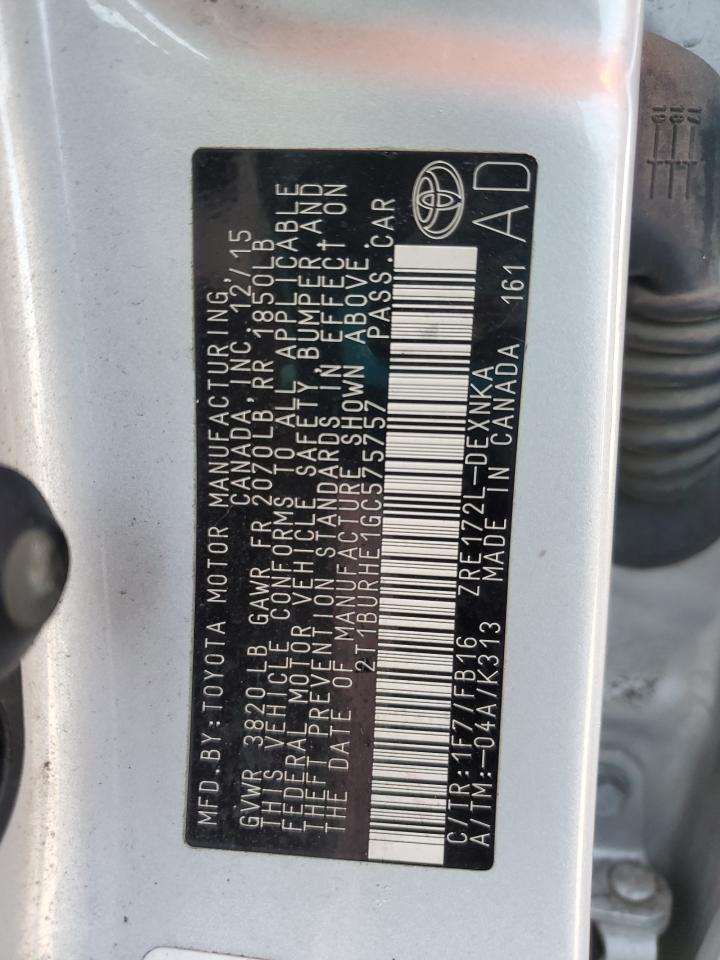 MFD.BY:TOYOTA MOTOR MANUFACTURING,
CANADA, INC. 12/15
GVWR 3820 LB GAWR FR 2070LB, RR 1850LB
THIS VEHICLE CONFORMS TO ALL APPLICABLE
FEDERAL MOTOR VEHICLE SAFETY, BUMPER, AND
THEFT PREVENTION STANDARDS IN EFFECT ON
THE DATE OF MANUFACTURE SHOWN ABOVE.
2T1BURHE1GC575757 PASS.CAR
C/TR:1F7/FB16 ZRE172L-DEXNKA 161
A/TM:-04A/K313 MADE IN CANADA
AD